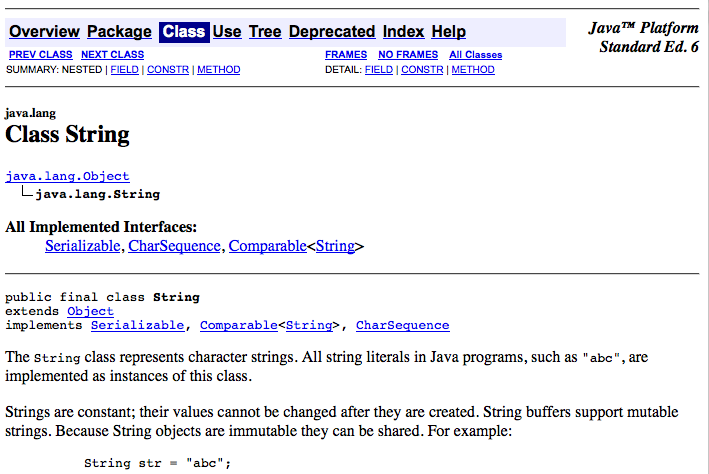 Overview Package Class Use Tree Deprecated Index Help
Java™ Platform
Standard Ed. 6
PREV CLASS NEXT CLASS
FRAMES NO FRAMES All Classes
SUMMARY: NESTED | FIELD | CONSTR | METHOD
DETAIL: FIELD | CONSTR | METHOD
java.lang
Class String
java.lang.Object
java.lang.String
All Implemented Interfaces:
Serializable, CharSequence, Comparable<String>
public final class String
extends Object
implements Serializable, Comparable<String>, CharSequence
The String class represents character strings. All string literals in Java programs, such as "abc", are
implemented as instances of this class.
Strings are constant; their values cannot be changed after they are created. String buffers support mutable
strings. Because String objects are immutable they can be shared. For example:
String str = "abc";